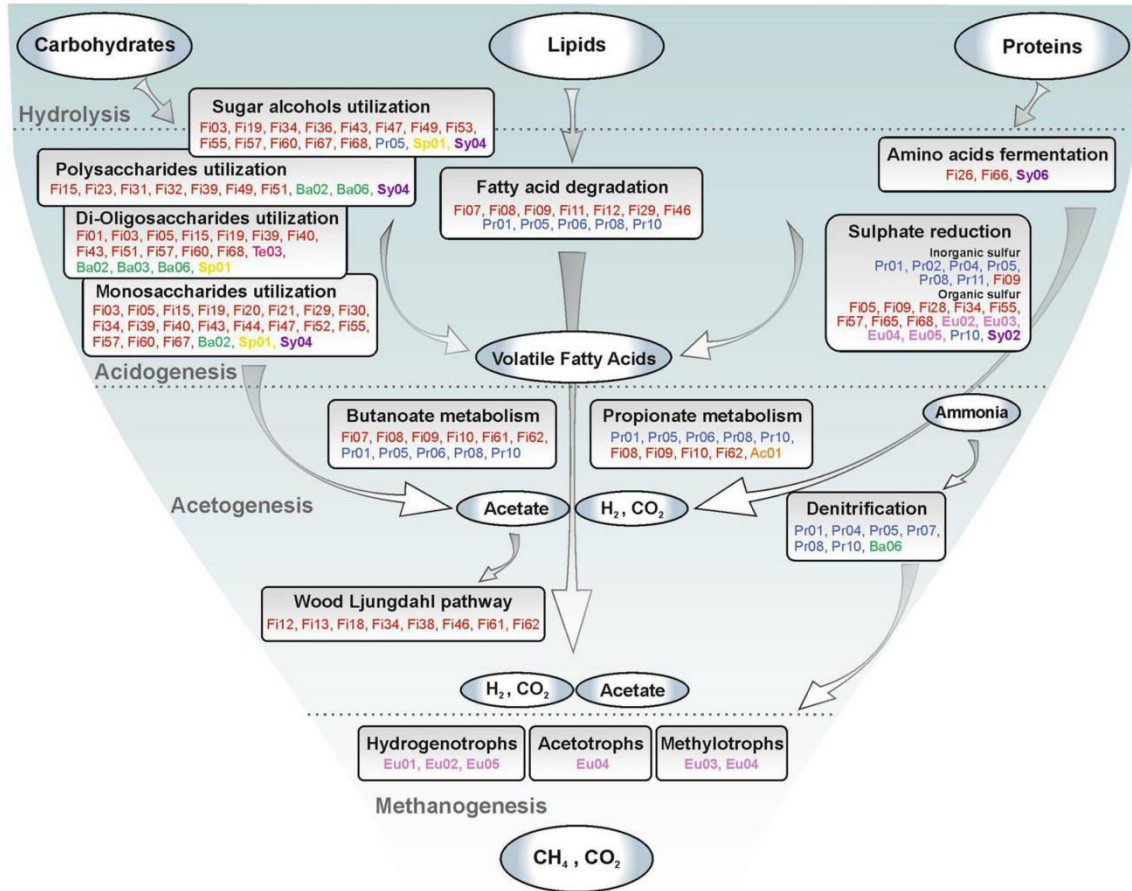 Carbohydrates
Lipids
Proteins
Hydrolysis
Sugar alcohols utilization
Fi03, Fi19, Fi34, Fi36, Fi43, Fi47, Fi49, Fi53,
Fi55, Fi57, Fi60, Fi67, Fi68, Pr05, Sp01, Sy04
Polysaccharides utilization
Fi15, Fi23, Fi31, Fi32, Fi39, Fi49, Fi51, Ba02, Ba06, Sy04
Di-Oligosaccharides utilization
Fi01, Fi03, Fi05, Fi15, Fi19, Fi39, Fi40,
Fi43, Fi51, Fi57, Fi60, Fi68, Te03,
Ba02, Ba03, Ba06, Sp01
Monosaccharides utilization
Fi03, Fi05, Fi15, Fi19, Fi20, Fi21, Fi29, Fi30,
Fi34, Fi39, Fi40, Fi43, Fi44, Fi47, Fi52, Fi55,
Fi57, Fi60, Fi67, Ba02, Sp01, Sy04
Fatty acid degradation
Fi07, Fi08, Fi09, Fi11, Fi12, Fi29, Fi46
Pr01, Pr05, Pr06, Pr08, Pr10
Amino acids fermentation
Fi26, Fi66, Sy06
Sulphate reduction
Inorganic sulfur
Pr01, Pr02, Pr04, Pr05,
Pr08, Pr11, Fi09
Organic sulfur
Fi05, Fi09, Fi28, Fi34, Fi55,
Fi57, Fi65, Fi68, Eu02, Eu03,
Eu04, Eu05, Pr10, Sy02
Volatile Fatty Acids
Acidogenesis
Butanoate metabolism
Fi07, Fi08, Fi09, Fi10, Fi61, Fi62,
Pr01, Pr05, Pr06, Pr08, Pr10
Propionate metabolism
Pr01, Pr05, Pr06, Pr08, Pr10,
Fi08, Fi09, Fi10, Fi62, Ac01
Ammonia
Acetogenesis
Acetate
H₂, CO₂
Denitrification
Pr01, Pr04, Pr05, Pr07,
Pr08, Pr10, Ba06
Wood Ljungdahl pathway
Fi12, Fi13, Fi18, Fi34, Fi38, Fi46, Fi61, Fi62
H₂, CO₂
Acetate
Hydrogenotrophs
Eu01, Eu02, Eu05
Acetotrophs
Eu04
Methylotrophs
Eu03, Eu04
Methanogenesis
CH₄ , CO₂